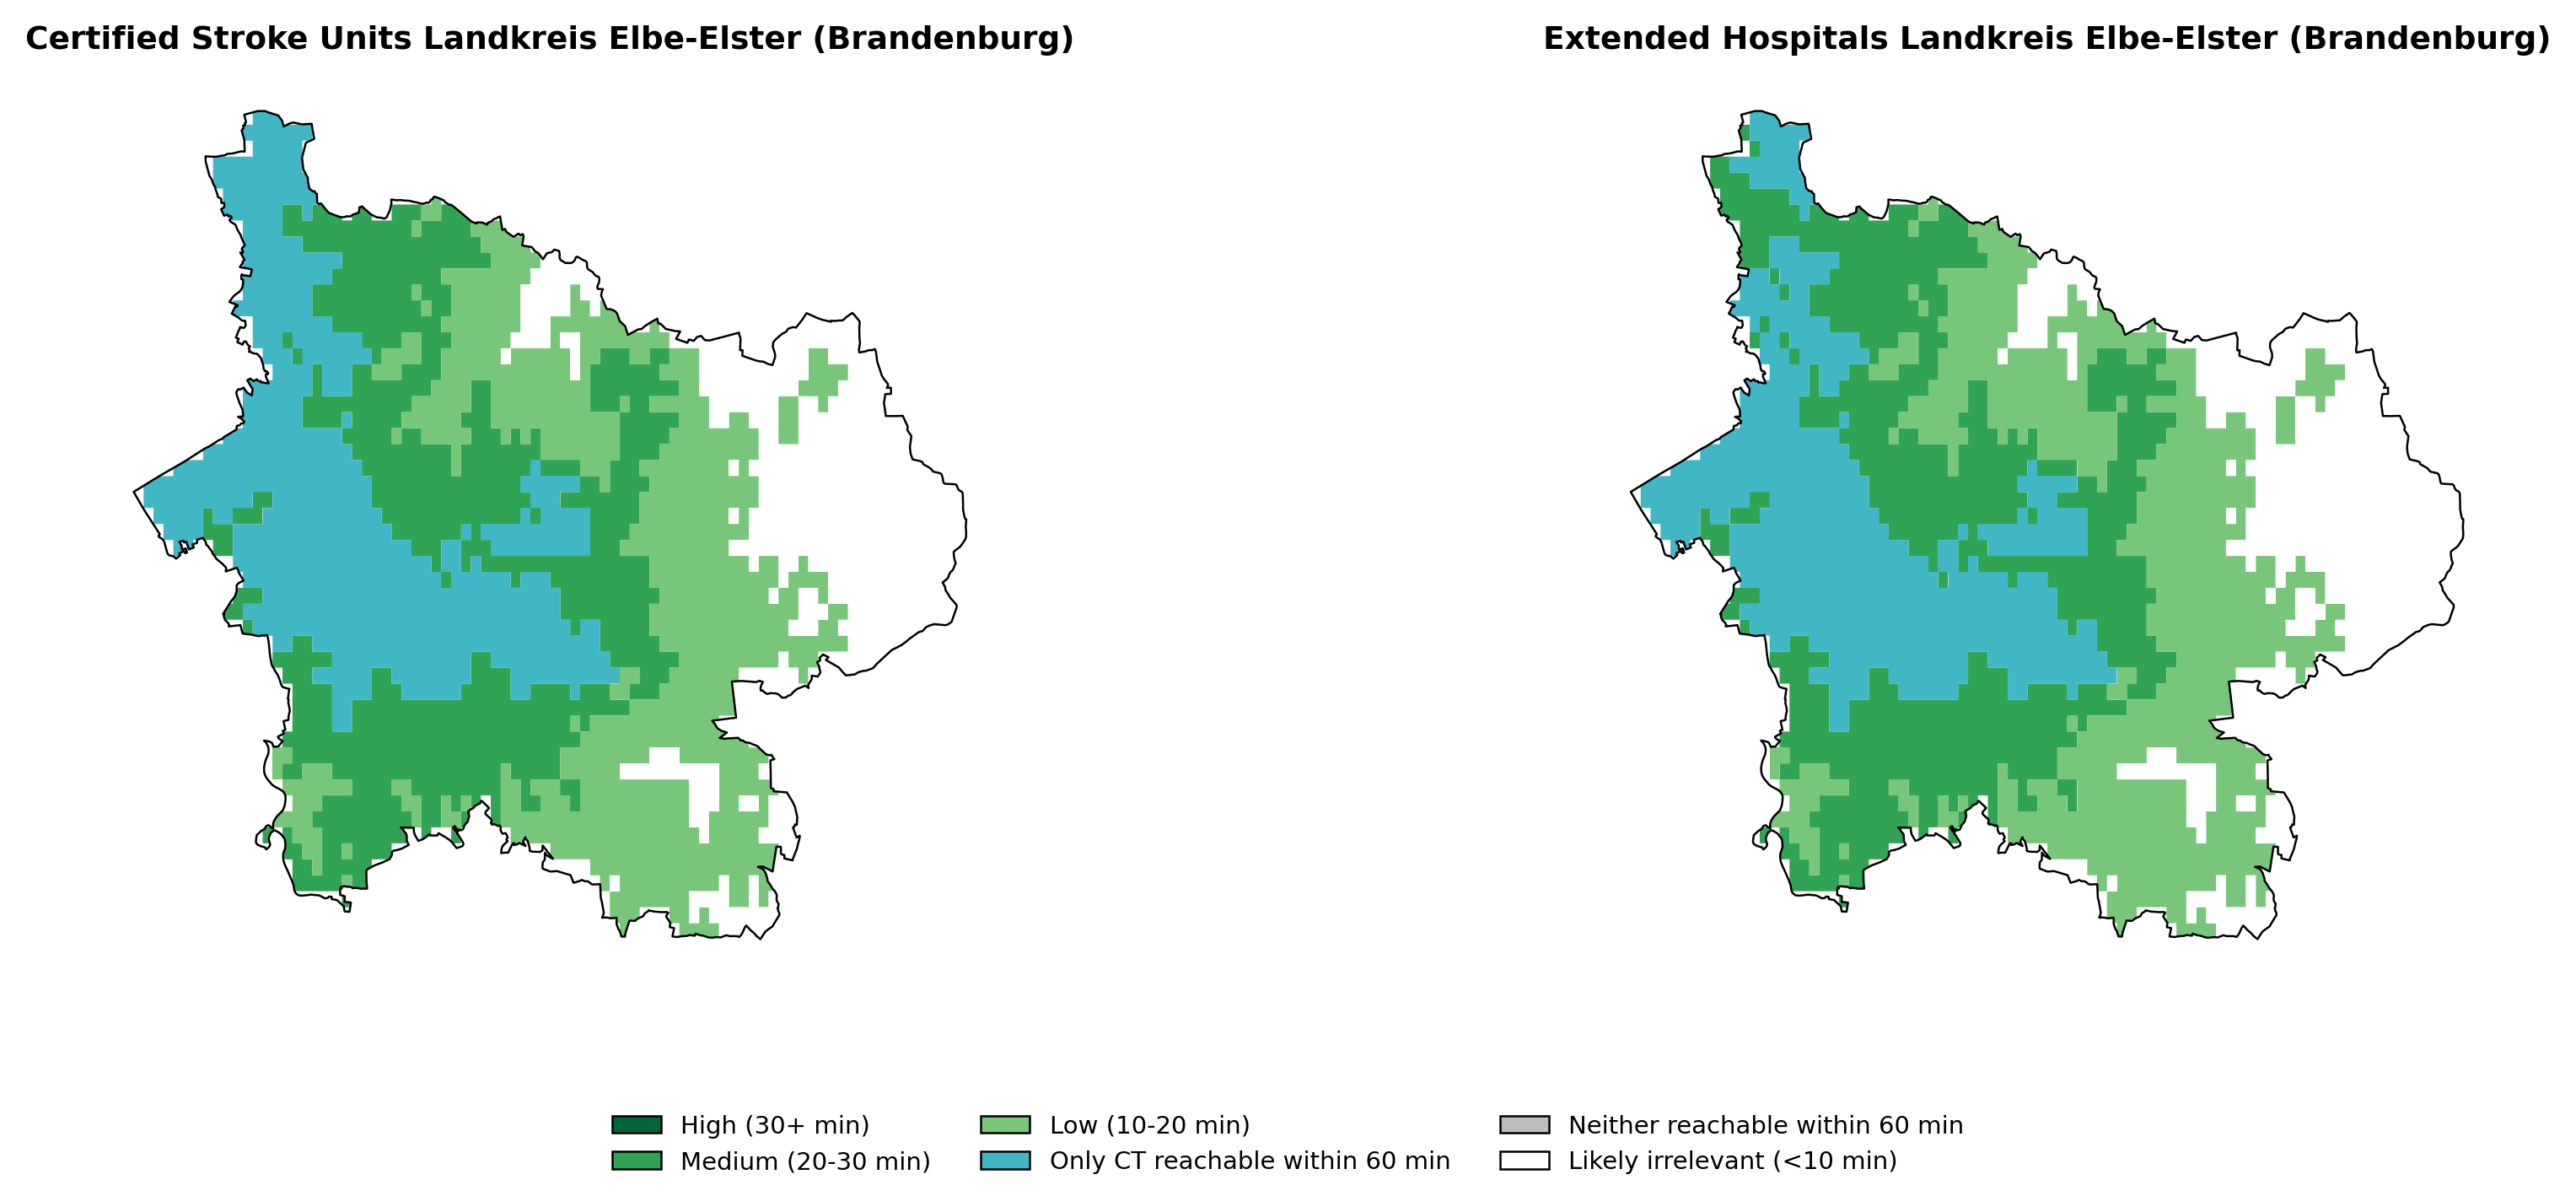 Certified Stroke Units Landkreis Elbe-Elster (Brandenburg)
Extended Hospitals Landkreis Elbe-Elster (Brandenburg)
High (30+ min)
Medium (20-30 min)
Low (10-20 min)
Only CT reachable within 60 min
Neither reachable within 60 min
Likely irrelevant (<10 min)